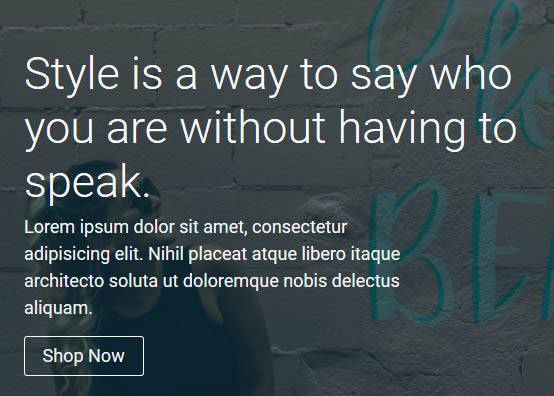 Style is a way to say who
you are without having to
speak.
Lorem ipsum dolor sit amet, consectetur
adipisicing elit. Nihil placeat atque libero itaque
architecto soluta ut doloremque nobis delectus
aliquam.
Shop Now